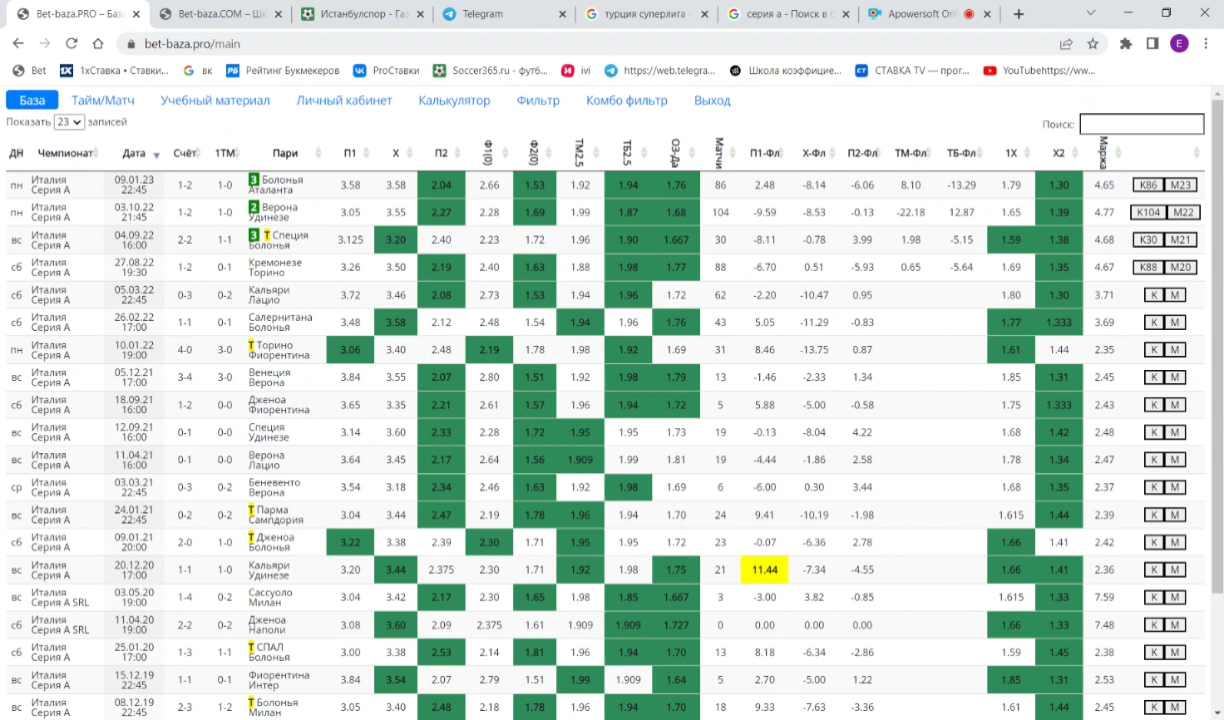 Bet-baza.PRO – База
Bet-baza.COM – Ше
Истанбулспор - Газ
Telegram
турция суперлига -
серия а - Поиск в G
Apowersoft Onl
bet-baza.pro/main
E
Bet
1хСтавка • Ставки...
вк
Рейтинг Букмекеров
ProСтавки
Soccer365.ru - футб...
ivi
https://web.telegra...
Школа коэффицие...
СТАВКА TV — прог...
YouTubehttps://ww...
База Тайм/Матч Учебный материал Личный кабинет Калькулятор Фильтр Комбо фильтр Выход
Показать 23 записей
Поиск:
ДН Чемпионат Дата Счёт 1ТМ Пари П1 Х П2 Ф1(0) Ф2(0) ТМ2.5 ТБ2.5 ОЗ-Да Матчи П1-Фл Х-Фл П2-Фл ТМ-Фл ТБ-Фл 1Х Х2 Маржа
пн Италия Серия А 09.01.23 22:45 1-2 1-0 3 Болонья Аталанта 3.58 3.58 2.04 2.66 1.53 1.92 1.94 1.76 86 2.48 -8.14 -6.06 8.10 -13.29 1.79 1.30 4.65 К86 М23
пн Италия Серия А 03.10.22 21:45 1-2 1-0 2 Верона Удинезе 3.05 3.55 2.27 2.28 1.69 1.99 1.87 1.68 104 -9.59 -8.53 -0.13 -22.18 12.87 1.65 1.39 4.77 К104 М22
вс Италия Серия А 04.09.22 16:00 2-2 1-1 3 Т Специя Болонья 3.125 3.20 2.40 2.23 1.72 1.96 1.90 1.667 30 -8.11 -0.78 3.99 1.98 -5.15 1.59 1.38 4.68 К30 М21
сб Италия Серия А 27.08.22 19:30 1-2 0-1 Кремонезе Торино 3.26 3.50 2.19 2.40 1.63 1.88 1.98 1.77 88 -6.70 0.51 -5.93 0.65 -5.64 1.69 1.35 4.67 К88 М20
сб Италия Серия А 05.03.22 22:45 0-3 0-2 Кальяри Лацио 3.72 3.46 2.08 2.73 1.53 1.94 1.96 1.72 62 -2.20 -10.47 0.95 1.80 1.30 3.71 К М
сб Италия Серия А 26.02.22 17:00 1-1 0-1 Салернитана Болонья 3.48 3.58 2.12 2.48 1.54 1.94 1.96 1.76 43 5.05 -11.29 -0.83 1.77 1.333 3.69 К М
пн Италия Серия А 10.01.22 19:00 4-0 3-0 Т Торино Фиорентина 3.06 3.40 2.48 2.19 1.78 1.98 1.92 1.69 31 8.46 -13.75 0.87 1.61 1.44 2.35 К М
вс Италия Серия А 05.12.21 17:00 3-4 3-0 Венеция Верона 3.84 3.55 2.07 2.80 1.51 1.92 1.98 1.79 13 -1.46 -2.33 1.34 1.85 1.31 2.45 К М
сб Италия Серия А 18.09.21 16:00 1-2 0-0 Дженоа Фиорентина 3.65 3.35 2.21 2.61 1.57 1.96 1.94 1.72 5 5.88 -5.00 -0.58 1.75 1.333 2.43 К М
вс Италия Серия А 12.09.21 16:00 0-1 0-0 Специя Удинезе 3.14 3.60 2.33 2.28 1.72 1.95 1.95 1.73 19 -0.13 -8.04 4.22 1.68 1.42 2.48 К М
вс Италия Серия А 11.04.21 16:00 0-1 0-0 Верона Лацио 3.64 3.45 2.17 2.64 1.56 1.909 1.99 1.81 19 -4.44 -1.86 2.58 1.78 1.34 2.47 К М
ср Италия Серия А 03.03.21 22:45 0-3 0-2 Беневенто Верона 3.54 3.18 2.34 2.46 1.63 1.92 1.98 1.69 6 -6.00 0.30 3.44 1.68 1.35 2.37 К М
вс Италия Серия А 24.01.21 22:45 0-2 0-2 Т Парма Сампдория 3.04 3.44 2.47 2.19 1.78 1.96 1.94 1.70 24 9.41 -10.19 -1.98 1.615 1.44 2.39 К М
сб Италия Серия А 09.01.21 20:00 2-0 1-0 Т Дженоа Болонья 3.22 3.38 2.39 2.30 1.71 1.95 1.95 1.72 23 -0.07 -6.36 2.78 1.66 1.41 2.42 К М
вс Италия Серия А 20.12.20 17:00 1-1 1-0 Кальяри Удинезе 3.20 3.44 2.375 2.30 1.71 1.92 1.98 1.75 21 11.44 -7.34 -4.55 1.66 1.41 2.36 К М
вс Италия Серия А SRL 03.05.20 19:00 1-4 0-2 Сассуоло Милан 3.04 3.42 2.17 2.30 1.65 1.98 1.85 1.667 3 -3.00 3.82 -0.85 1.615 1.33 7.59 К М
сб Италия Серия А SRL 11.04.20 19:00 2-2 0-2 Дженоа Наполи 3.08 3.60 2.09 2.375 1.61 1.909 1.909 1.727 0 0.00 0.00 0.00 1.66 1.33 7.48 К М
сб Италия Серия А 25.01.20 17:00 1-3 1-1 Т СПАЛ Болонья 3.00 3.38 2.53 2.14 1.81 1.96 1.94 1.70 13 8.18 -6.34 -2.86 1.59 1.45 2.38 К М
вс Италия Серия А 15.12.19 22:45 1-1 0-1 Фиорентина Интер 3.84 3.54 2.07 2.79 1.51 1.99 1.909 1.64 5 2.70 -5.00 1.22 1.85 1.31 2.53 К М
вс Италия Серия А 08.12.19 22:45 2-3 1-2 Т Болонья Милан 3.05 3.40 2.48 2.18 1.78 1.96 1.94 1.70 18 9.33 -7.63 -3.36 1.61 1.44 2.45 К М